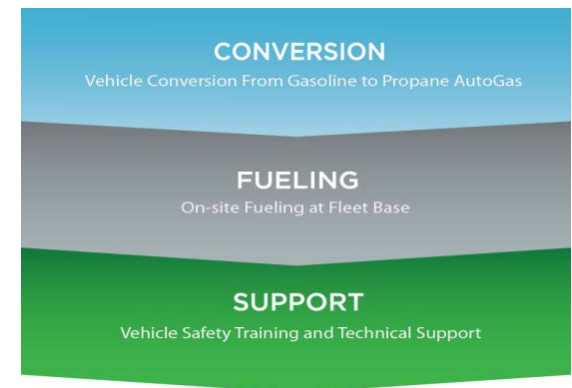 CONVERSION
Vehicle Conversion From Gasoline to Propane AutoGas
FUELING
On-site Fueling at Fleet Base
SUPPORT
Vehicle Safety Training and Technical Support